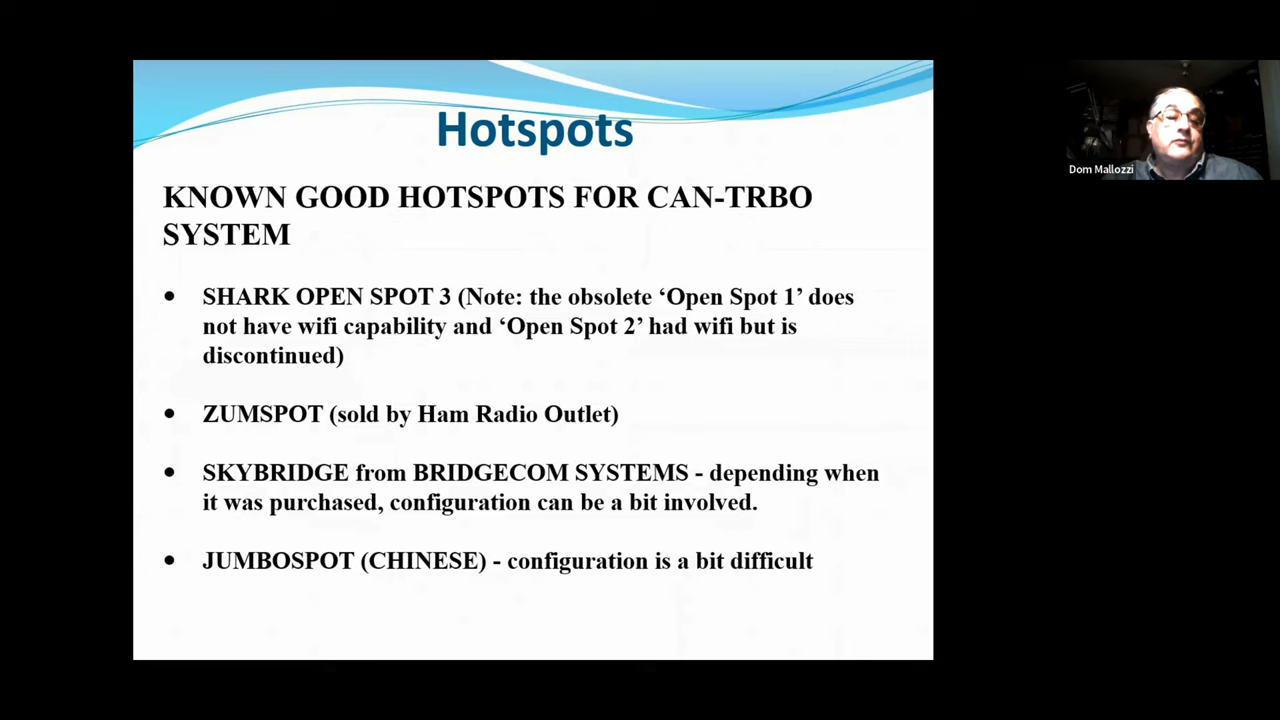 Hotspots
KNOWN GOOD HOTSPOTS FOR CAN-TRBO
SYSTEM
• SHARK OPEN SPOT 3 (Note: the obsolete ‘Open Spot 1’ does
not have wifi capability and ‘Open Spot 2’ had wifi but is
discontinued)
• ZUMSPOT (sold by Ham Radio Outlet)
• SKYBRIDGE from BRIDGECOM SYSTEMS - depending when
it was purchased, configuration can be a bit involved.
• JUMBOSPOT (CHINESE) - configuration is a bit difficult
Dom Mallozzi